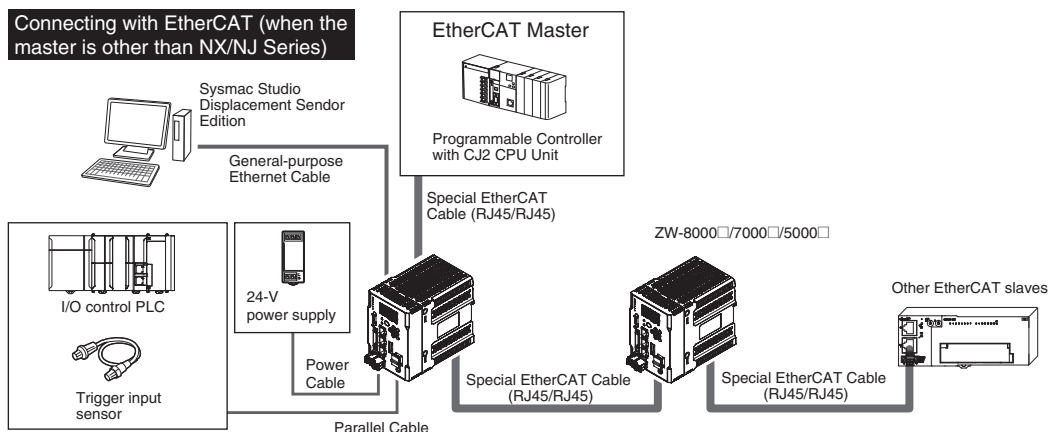 Connecting with EtherCAT (when the
master is other than NX/NJ Series)
EtherCAT Master
Programmable Controller
with CJ2 CPU Unit
Sysmac Studio
Displacement Sendor
Edition
General-purpose
Ethernet Cable
Special EtherCAT
Cable (RJ45/RJ45)
ZW-8000□/7000□/5000□
Other EtherCAT slaves
I/O control PLC
24-V
power supply
Trigger input
sensor
Power
Cable
Parallel Cable
Special EtherCAT Cable
(RJ45/RJ45)
Special EtherCAT Cable
(RJ45/RJ45)